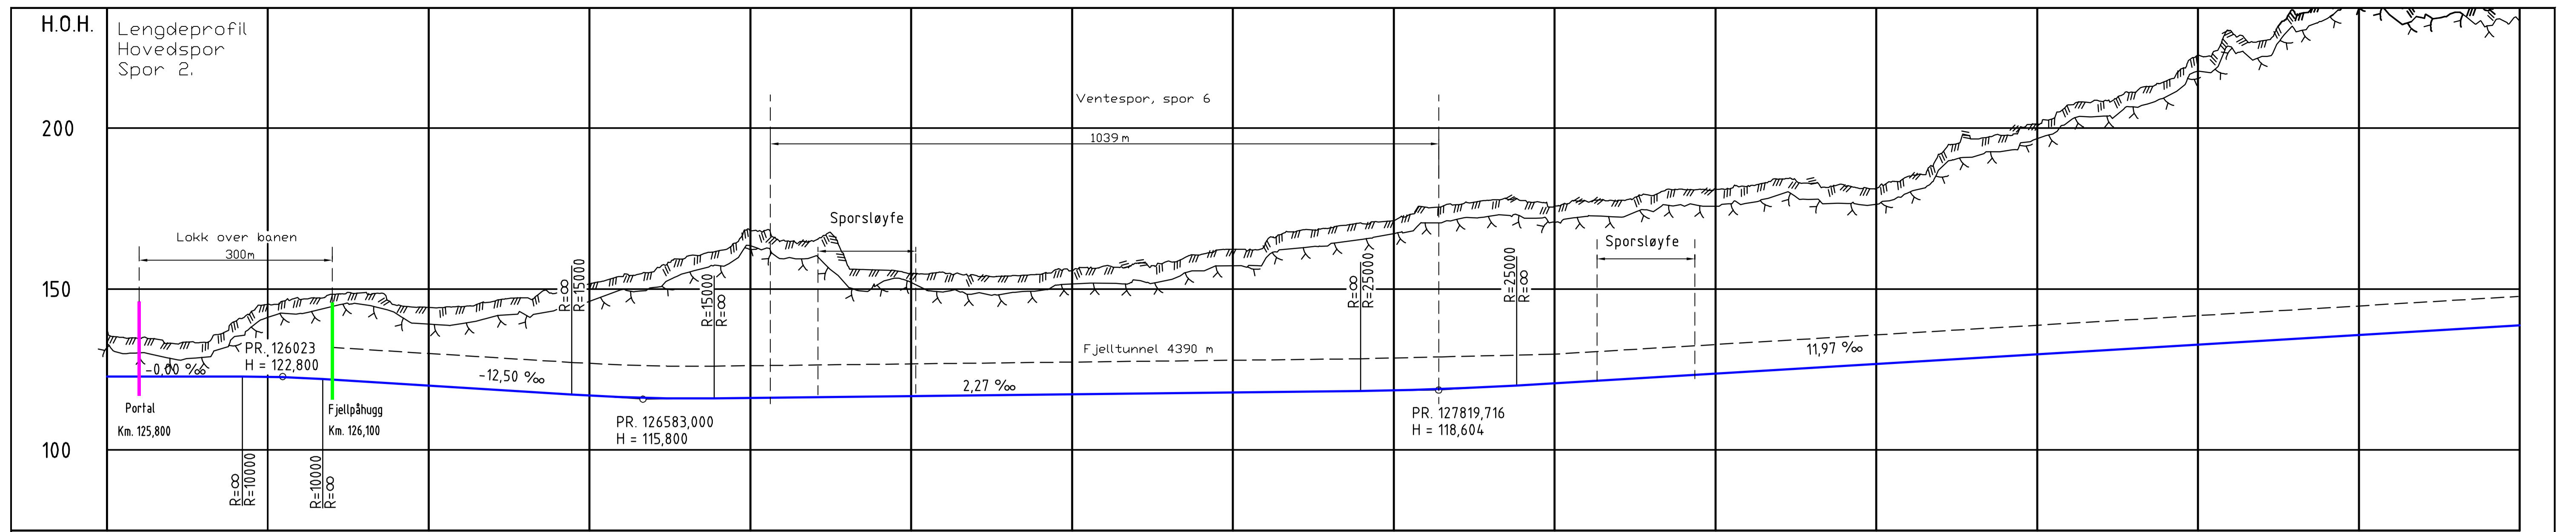 H.O.H.
Lengdeprofil
Hovedspor
Spor 2.
Ventespor, spor 6
200
1039 m
Sporsløyfe
Lokk over banen
300m
Sporsløyfe
150
R=∞
R=15000
R=15000
R=∞
R=∞
R=25000
R=25000
R=∞
PR. 126023
H = 122,800
Fjelltunnel 4390 m
11,97 ‰
-0,00 ‰
-12,50 ‰
2,27 ‰
Portal
Km. 125,800
Fjellpåhugg
Km. 126,100
PR. 126583,000
H = 115,800
PR. 127819,716
H = 118,604
100
R=∞
R=10000
R=10000
R=∞